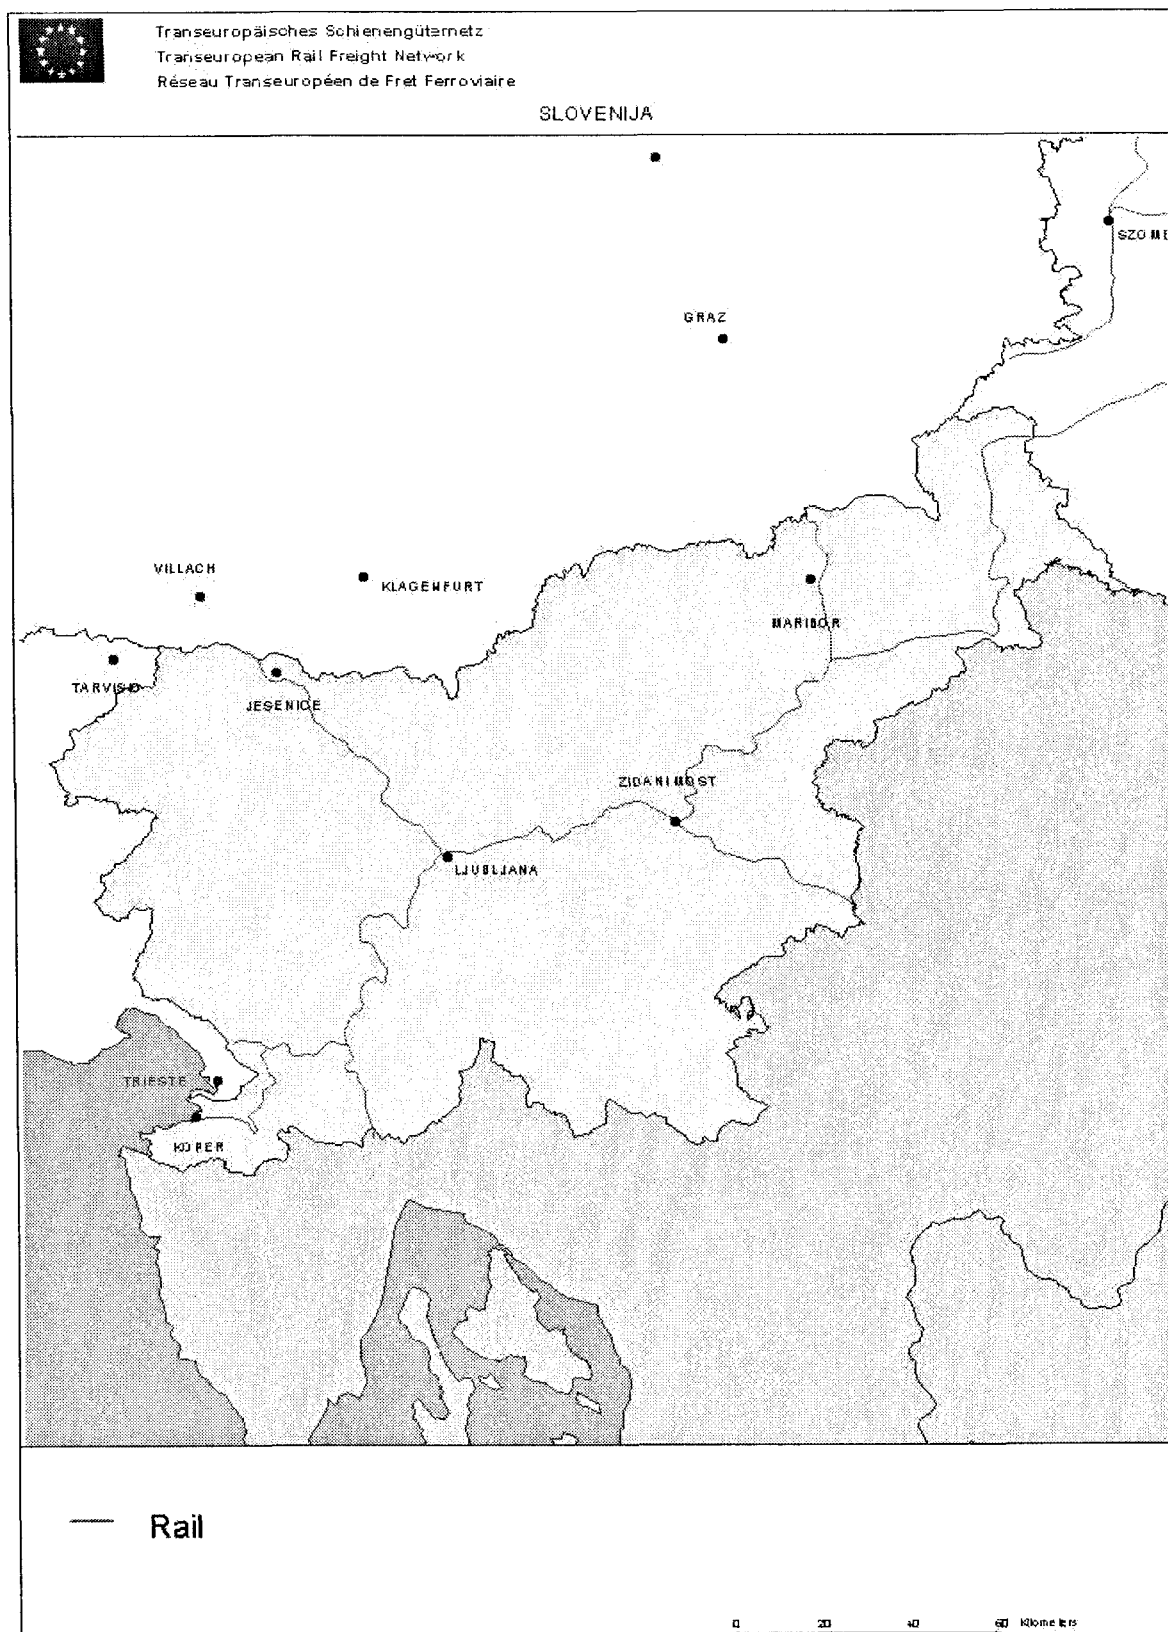 Transeuropäisches Schienengüternetz
Transeuropean Rail Freight Network
Réseau Transeuropéen de Fret Ferroviaire
SLOVENIJA
SZOMB
GRAZ
VILLACH
KLAGENFURT
MARIBOR
TARVISIO
JESENICE
ZIDANI MOST
LJUBLJANA
TRIESTE
KOPER
Rail
0 20 40 60 Kilometers